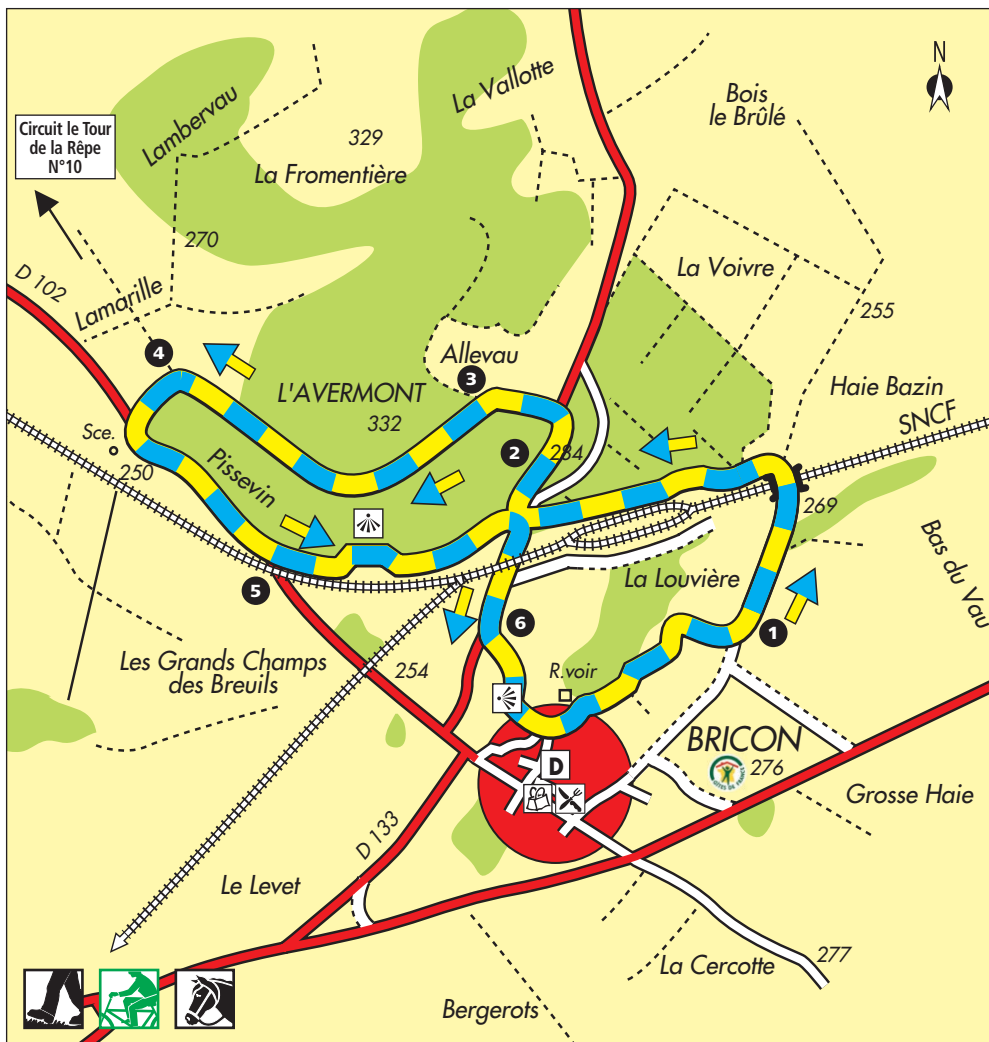 N
La Vallotte
Bois
le Brûlé
Lambervau
Circuit le Tour
de la Rêpe
N°10
329
La Fromentière
270
La Voivre
D 102
Lamarille
255
Allevau
4
3
L'AVERMONT
332
Haie Bazin
SNCF
Sce.
250
Pissevin
2
284
269
Bas du Vau
La Louvière
5
6
1
Les Grands Champs
des Breuils
254
R.voir
BRICON
276
D
Grosse Haie
D 133
Le Levet
La Cercotte
277
Bergerots